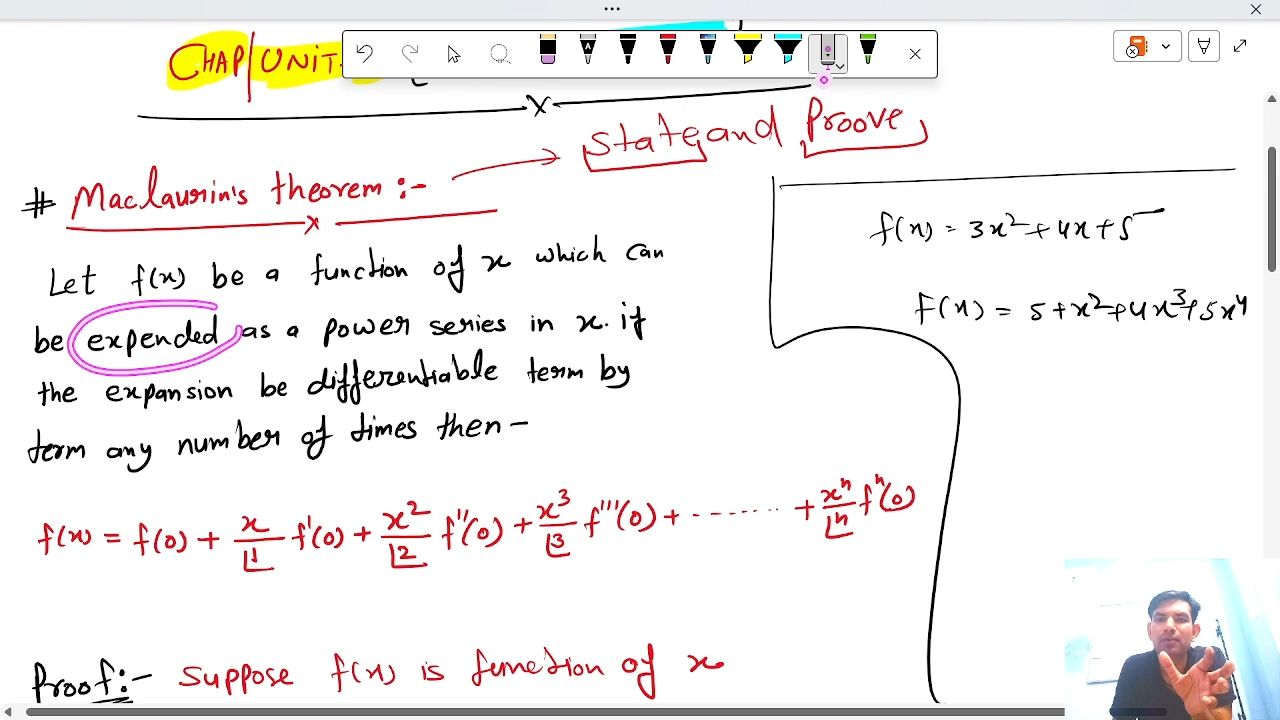 CHAP/UNIT
State and Proove
# Maclaurin's theorem :-
Let f(x) be a function of x which can
be expended as a power series in x. if
the expansion be differentiable term by
term any number of times then -
f(x) = f(0) + x/⌊1 f'(0) + x²/⌊2 f''(0) + x³/⌊3 f'''(0) + ....... + xⁿ/⌊n fⁿ(0)
Proof :- Suppose f(x) is function of x
f(x) = 3x² + 4x + 5
f(x) = 5 + x² + 4x³ + 5x⁴